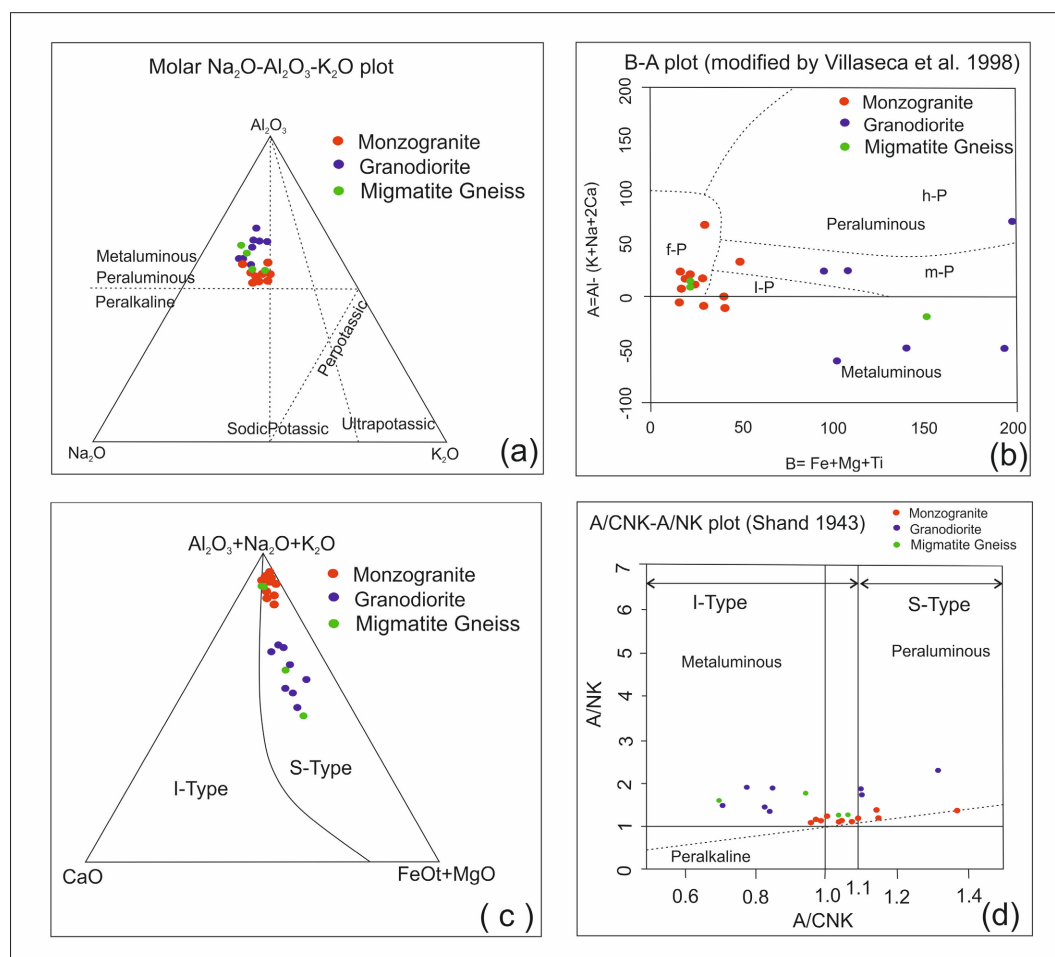 Molar Na₂O-Al₂O₃-K₂O plot
Al₂O₃
Monzogranite
Granodiorite
Migmatite Gneiss
Metaluminous
Peraluminous
Peralkaline
Perpotassic
Sodic
Potassic
Ultrapotassic
Na₂O
K₂O
(a)
B-A plot (modified by Villaseca et al. 1998)
Monzogranite
Granodiorite
Migmatite Gneiss
200
150
100
50
0
-50
-100
A=Al- (K+Na+2Ca)
h-P
Peraluminous
f-P
m-P
l-P
Metaluminous
0
50
100
150
200
B= Fe+Mg+Ti
(b)
Al₂O₃+Na₂O+K₂O
Monzogranite
Granodiorite
Migmatite Gneiss
I-Type
S-Type
CaO
FeOt+MgO
( c )
A/CNK-A/NK plot (Shand 1943)
Monzogranite
Granodiorite
Migmatite Gneiss
7
6
5
4
3
2
1
0
A/NK
I-Type
S-Type
Metaluminous
Peraluminous
Peralkaline
0.6
0.8
1.0
1.1
1.2
1.4
A/CNK
(d)